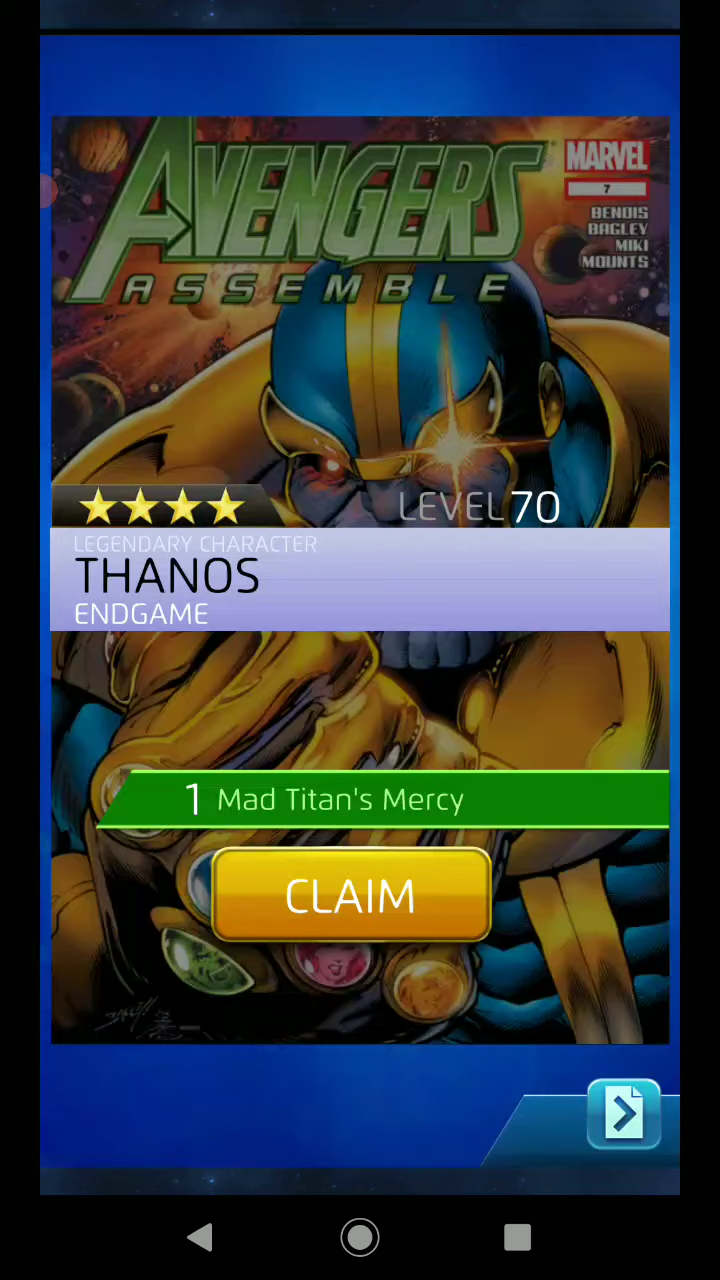 AVENGERS
ASSEMBLE
MARVEL
7
BENDIS
BAGLEY
MIKI
MOUNTS
LEVEL 70
LEGENDARY CHARACTER
THANOS
ENDGAME
1 Mad Titan's Mercy
CLAIM